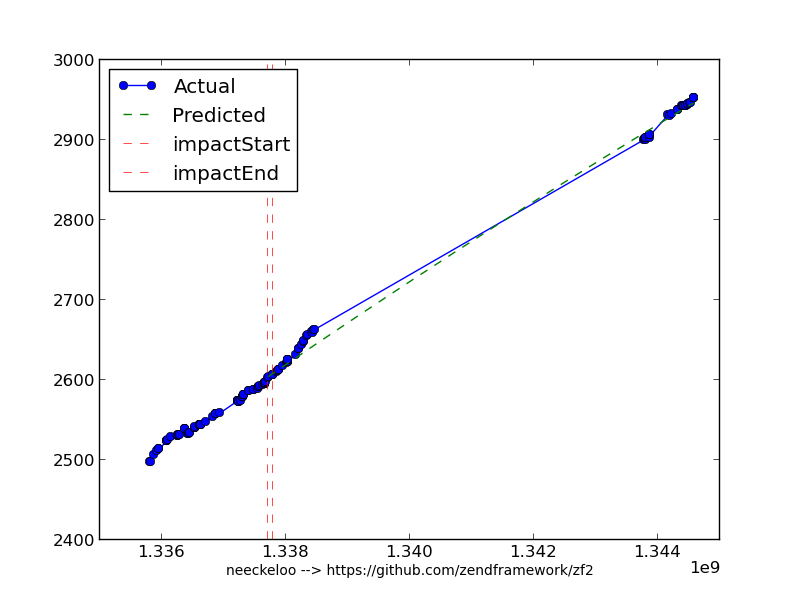 3000
2900
2800
2700
2600
2500
2400
Actual
Predicted
impactStart
impactEnd
1.336 1.338 1.340 1.342 1.344
1e9
neeckeloo --> https://github.com/zendframework/zf2